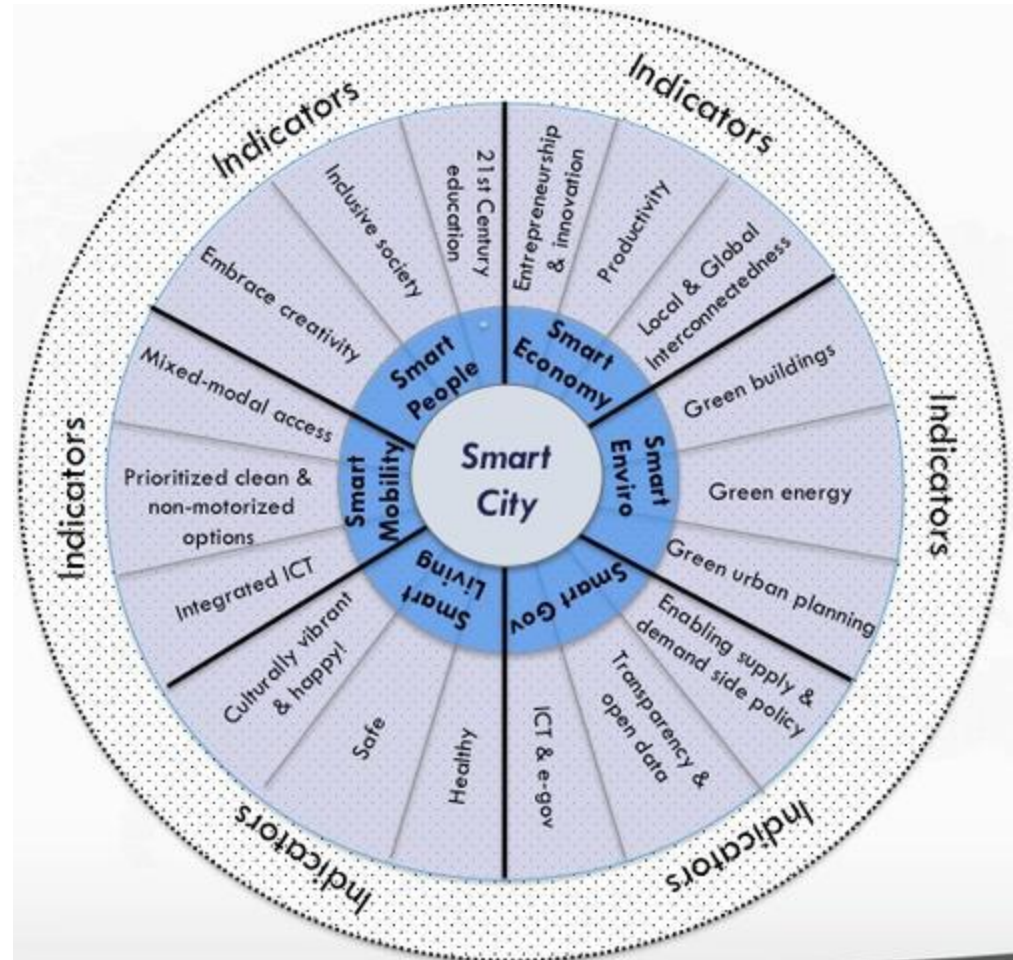 Smart
City
Smart
Economy
Entrepreneurship
& innovation
Productivity
Local & Global
Interconnectedness
Indicators
Smart
Enviro
Green buildings
Green energy
Green urban planning
Indicators
Smart Gov
Enabling supply &
demand side policy
Transparency &
open data
ICT & e-gov
Indicators
Smart
Living
Healthy
Safe
Culturally vibrant
& happy!
Indicators
Smart
Mobility
Integrated ICT
Prioritized clean &
non-motorized
options
Mixed-modal access
Indicators
Smart
People
Embrace creativity
Inclusive society
21st Century
education
Indicators